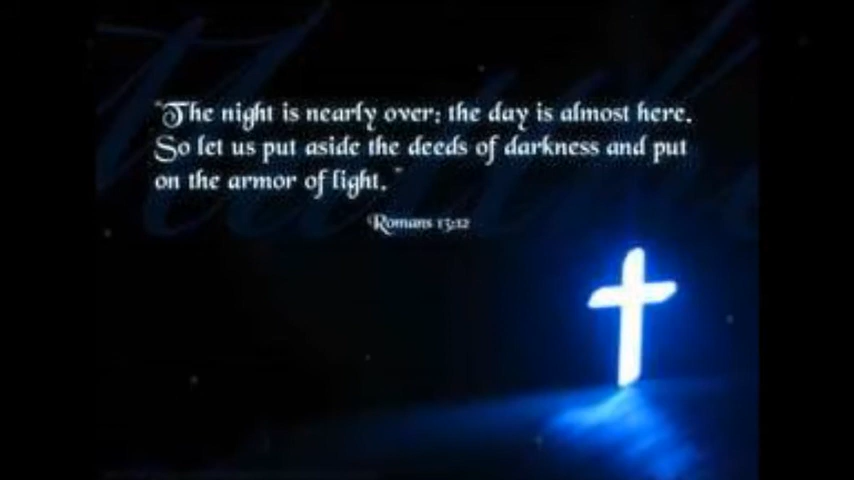 "The night is nearly over; the day is almost here.
So let us put aside the deeds of darkness and put
on the armor of light."
Romans 13:12